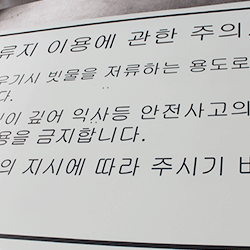 류지 이용에 관한 주의
우기시 빗물을 저류하는 용도로
다.
이 깊어 익사등 안전사고의
용을 금지합니다.
의 지시에 따라 주시기 바